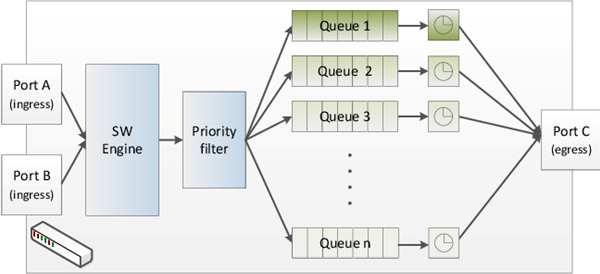 Port A
(ingress)
Port B
(ingress)
SW
Engine
Priority
filter
Queue 1
Queue 2
Queue 3
Queue n
Port C
(egress)